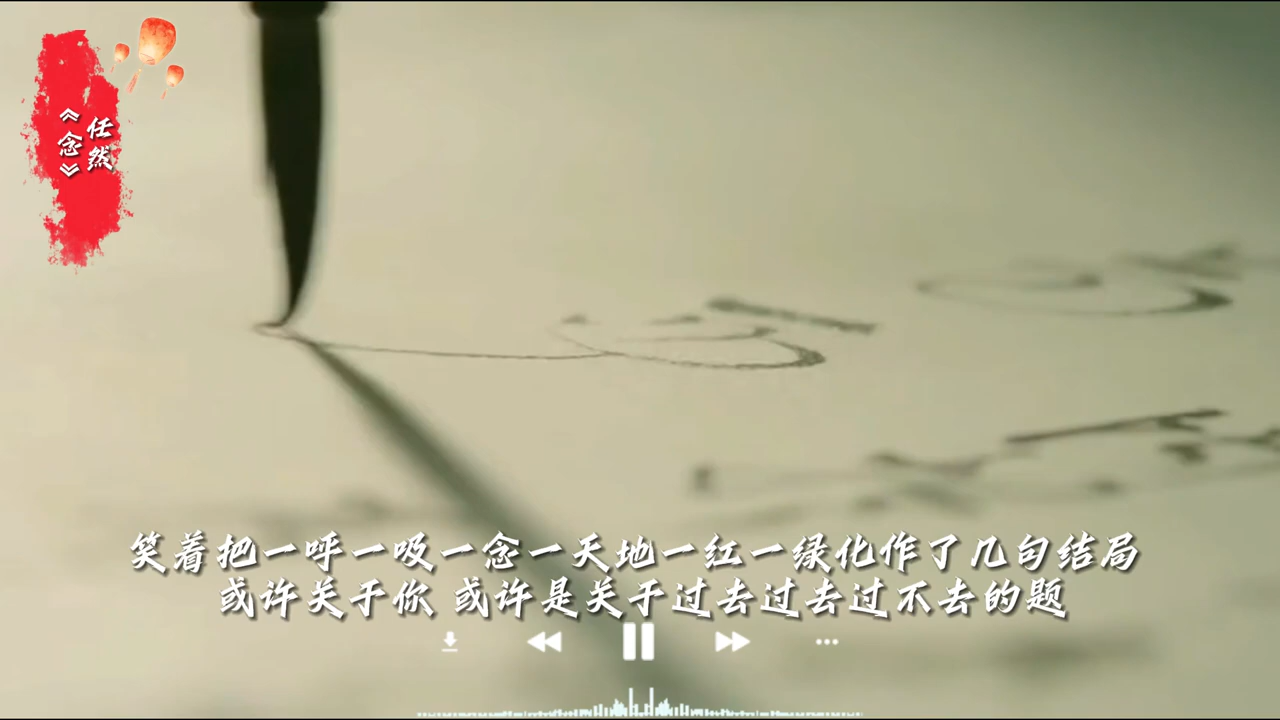 任然
《念》
笑着把一呼一吸一念一天地一红一绿化作了几句结局
或许关于你 或许是关于过去过去过不去的题